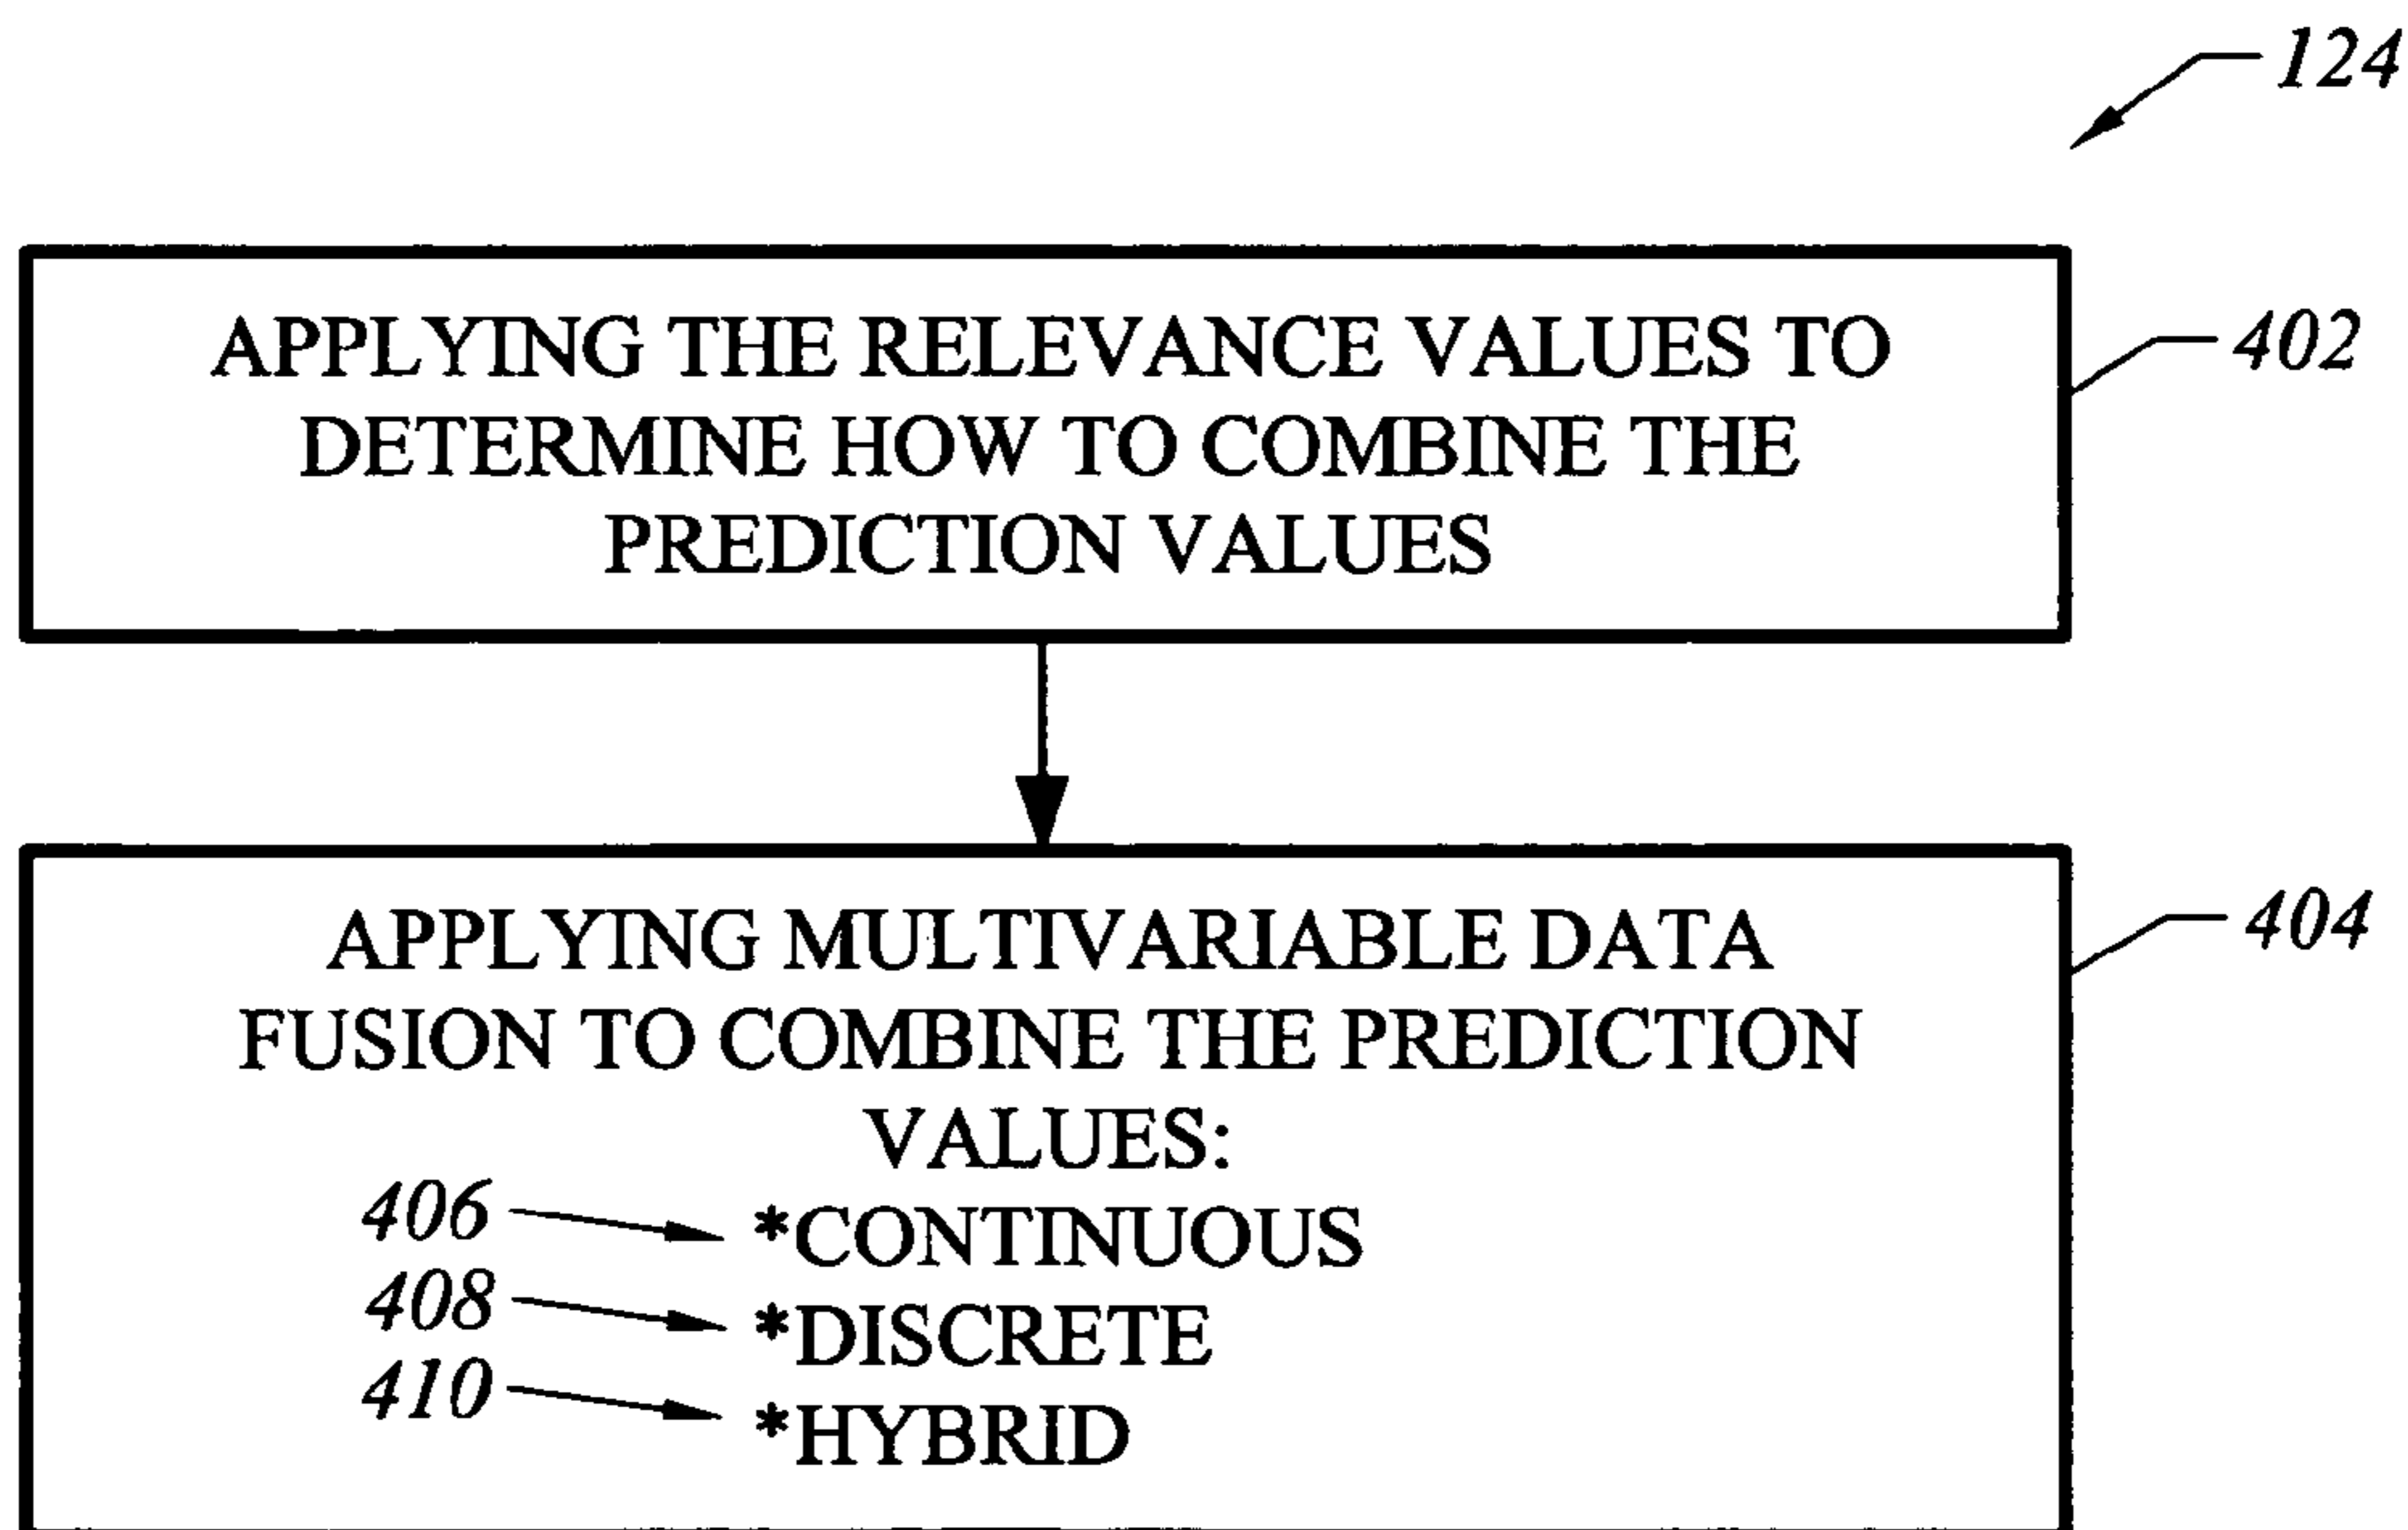 124
APPLYING THE RELEVANCE VALUES TO
402
DETERMINE HOW TO COMBINE THE
PREDICTION VALUES
APPLYING MULTIVARIABLE DATA
404
FUSION TO COMBINE THE PREDICTION
VALUES:
406 *CONTINUOUS
408 *DISCRETE
410 *HYBRID